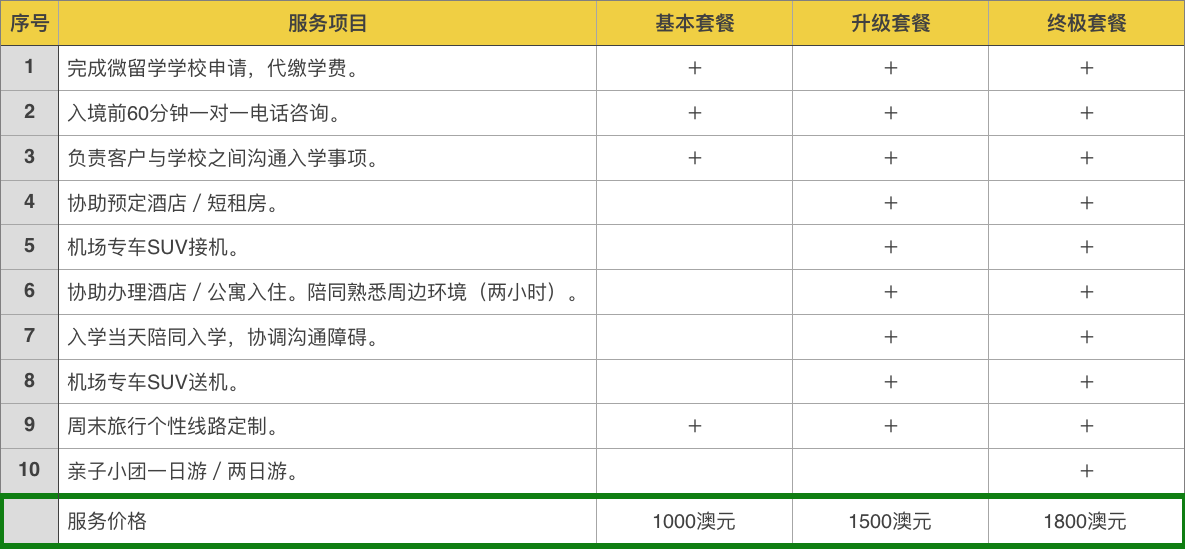 序号 服务项目 基本套餐 升级套餐 终极套餐
1 完成微留学学校申请，代缴学费。 + + +
2 入境前60分钟一对一电话咨询。 + + +
3 负责客户与学校之间沟通入学事项。 + + +
4 协助预定酒店 / 短租房。 + +
5 机场专车SUV接机。 + +
6 协助办理酒店 / 公寓入住。陪同熟悉周边环境（两小时）。 + +
7 入学当天陪同入学，协调沟通障碍。 + +
8 机场专车SUV送机。 + +
9 周末旅行个性线路定制。 + + +
10 亲子小团一日游 / 两日游。 +
服务价格 1000澳元 1500澳元 1800澳元